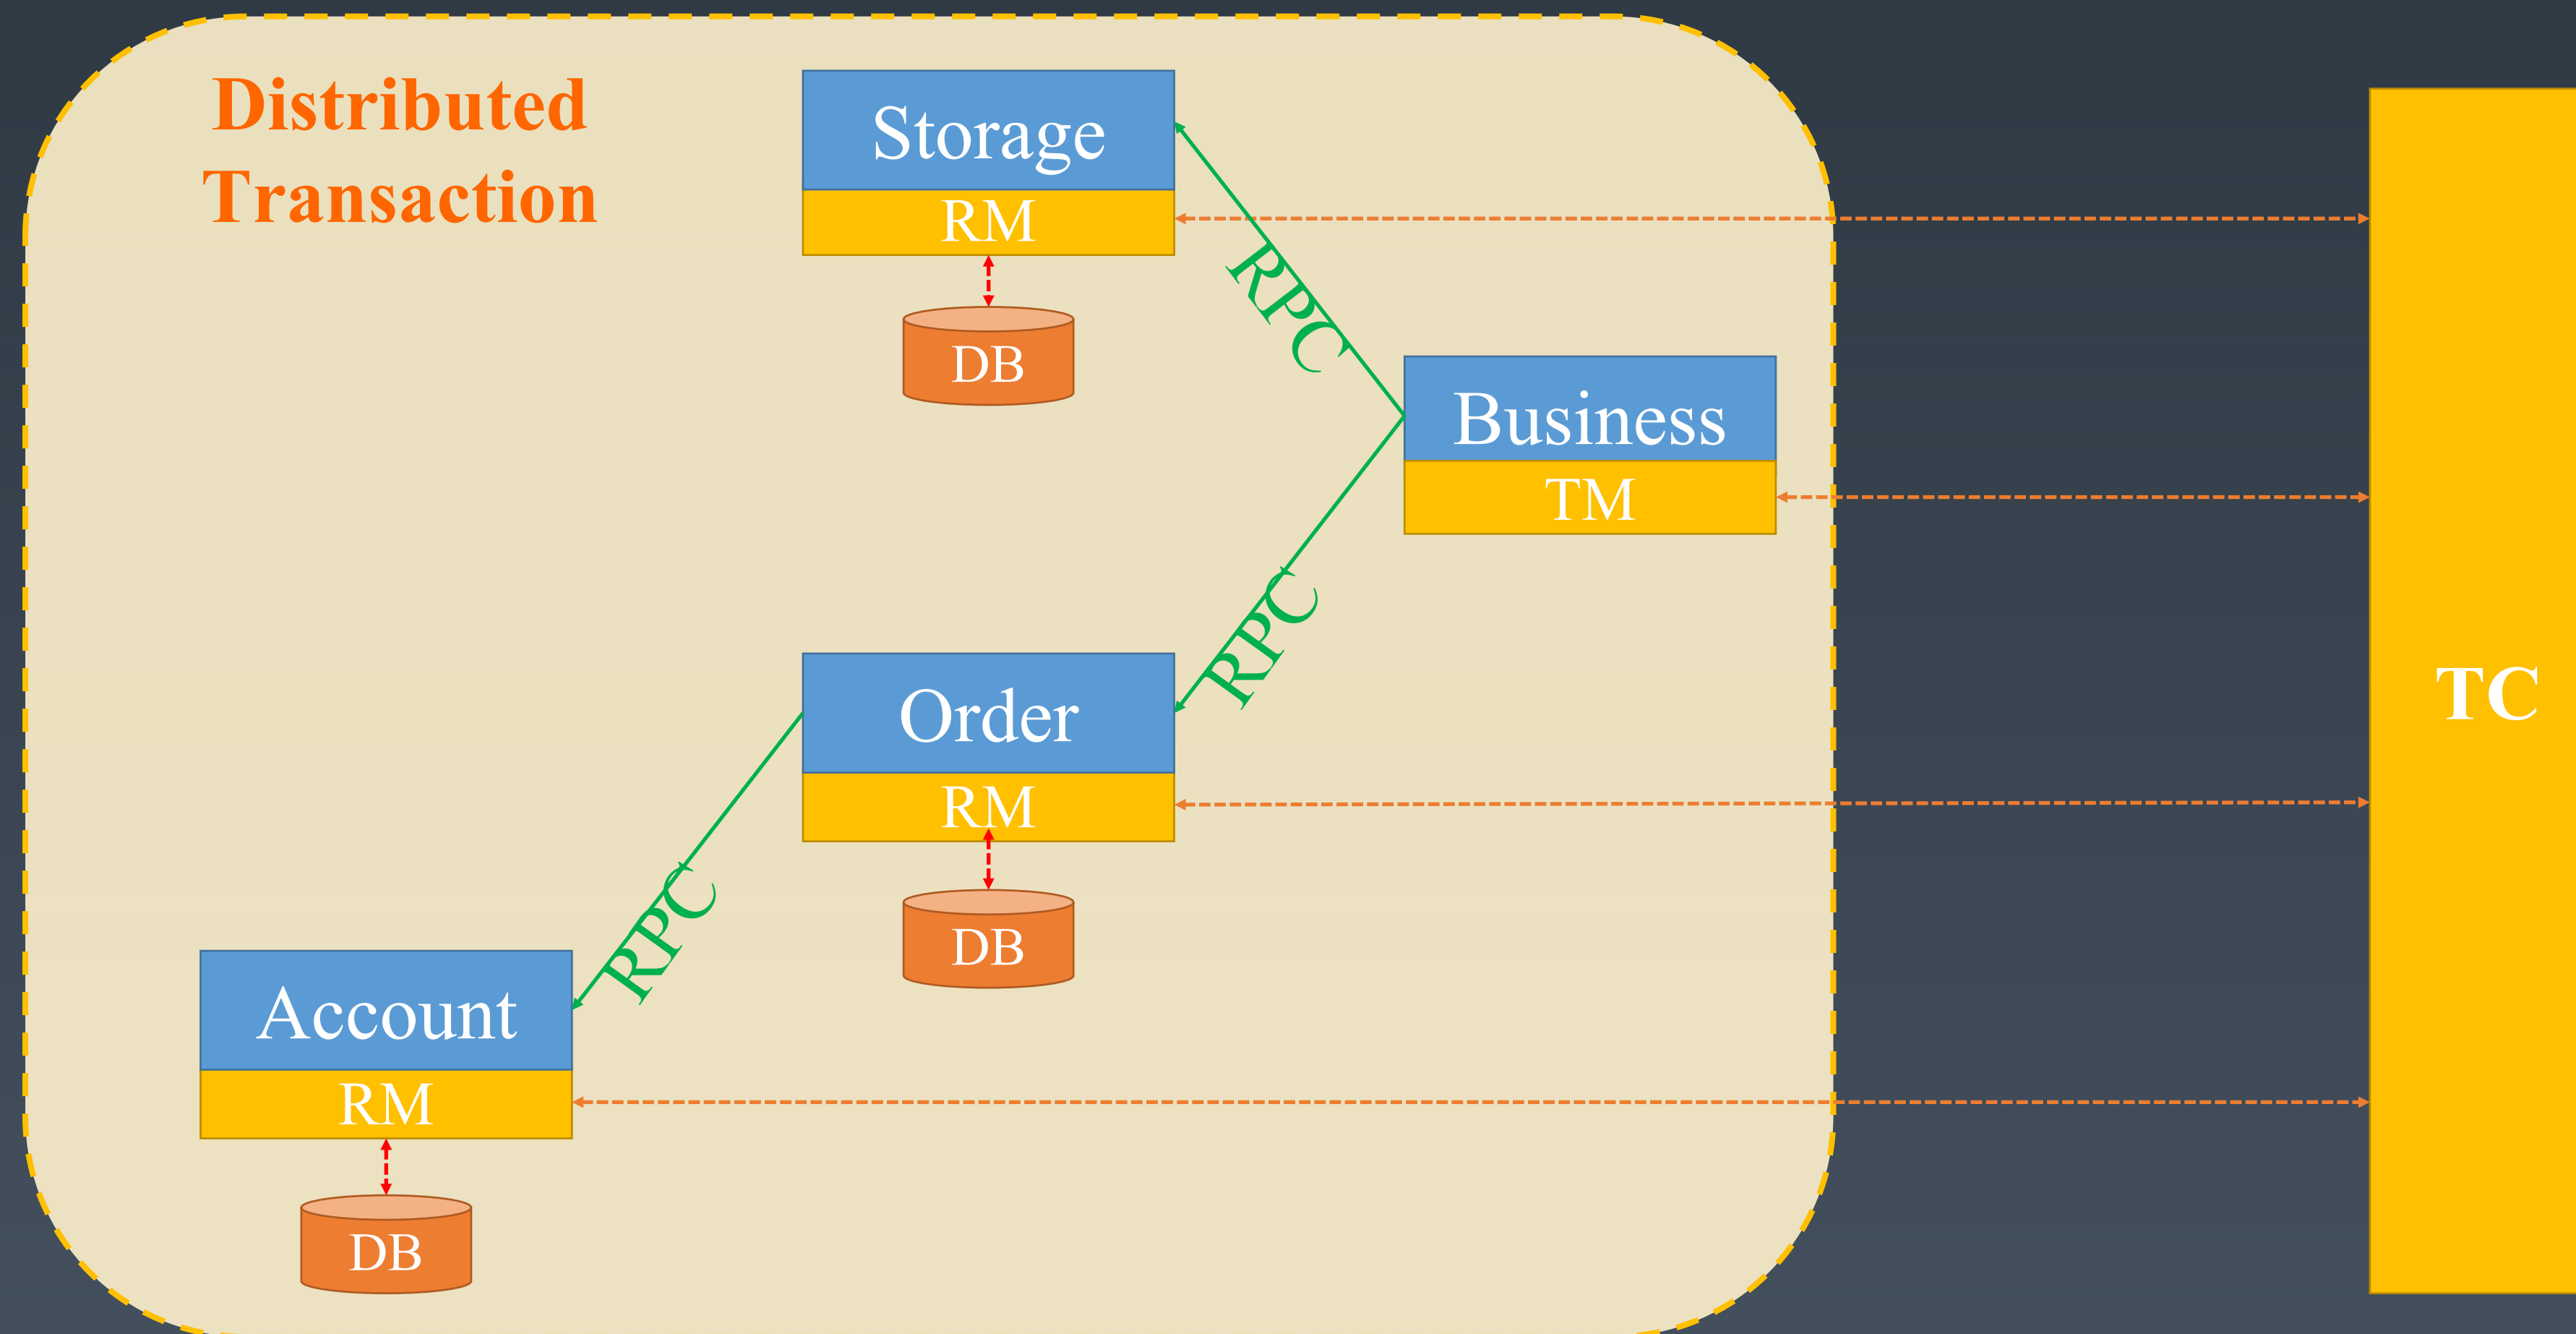 Distributed
Transaction
Storage
RM
DB
RPC
Business
TM
RPC
Order
RM
DB
RPC
Account
RM
DB
TC